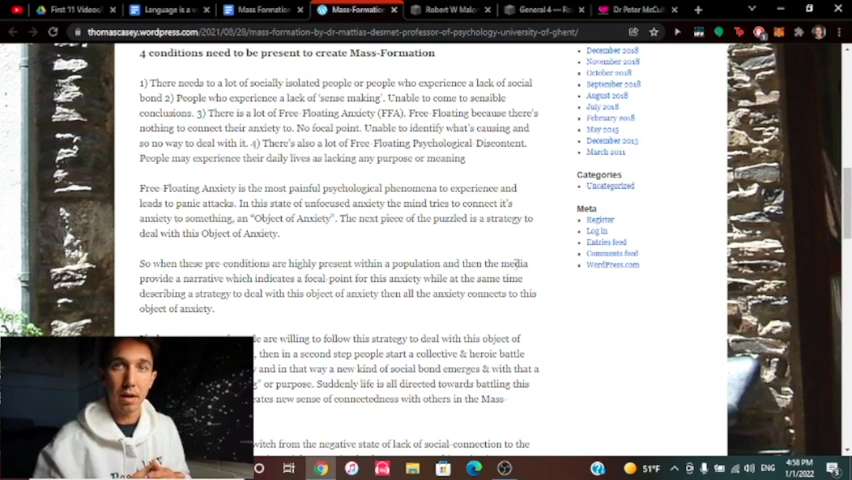 First 11 Videos
Language is a w
Mass Formation
Mass-Formation
Robert W Malo
General 4 — Ro
Dr Peter McCul
thomascasey.wordpress.com/2021/08/28/mass-formation-by-dr-mattias-desmet-professor-of-psychology-university-of-ghent/
4 conditions need to be present to create Mass-Formation
1) There needs to a lot of socially isolated people or people who experience a lack of social
bond 2) People who experience a lack of 'sense making'. Unable to come to sensible
conclusions. 3) There is a lot of Free-Floating Anxiety (FFA). Free-Floating because there's
nothing to connect their anxiety to. No focal point. Unable to identify what's causing and
so no way to deal with it. 4) There's also a lot of Free-Floating Psychological-Discontent.
People may experience their daily lives as lacking any purpose or meaning
Free-Floating Anxiety is the most painful psychological phenomena to experience and
leads to panic attacks. In this state of unfocused anxiety the mind tries to connect it's
anxiety to something, an "Object of Anxiety". The next piece of the puzzled is a strategy to
deal with this Object of Anxiety.
So when these pre-conditions are highly present within a population and then the media
provide a narrative which indicates a focal-point for this anxiety while at the same time
describing a strategy to deal with this object of anxiety then all the anxiety connects to this
object of anxiety.
are willing to follow this strategy to deal with this object of
, then in a second step people start a collective & heroic battle
and in that way a new kind of social bond emerges & with that a
" or purpose. Suddenly life is all directed towards battling this
new sense of connectedness with others in the Mass-
from the negative state of lack of social-connection to the
December 2018
November 2018
October 2018
September 2018
August 2018
July 2018
February 2018
May 2015
December 2013
March 2011
Categories
Uncategorized
Meta
Register
Log in
Entries feed
Comments feed
WordPress.com
51°F
ENG
4:58 PM
1/1/2022